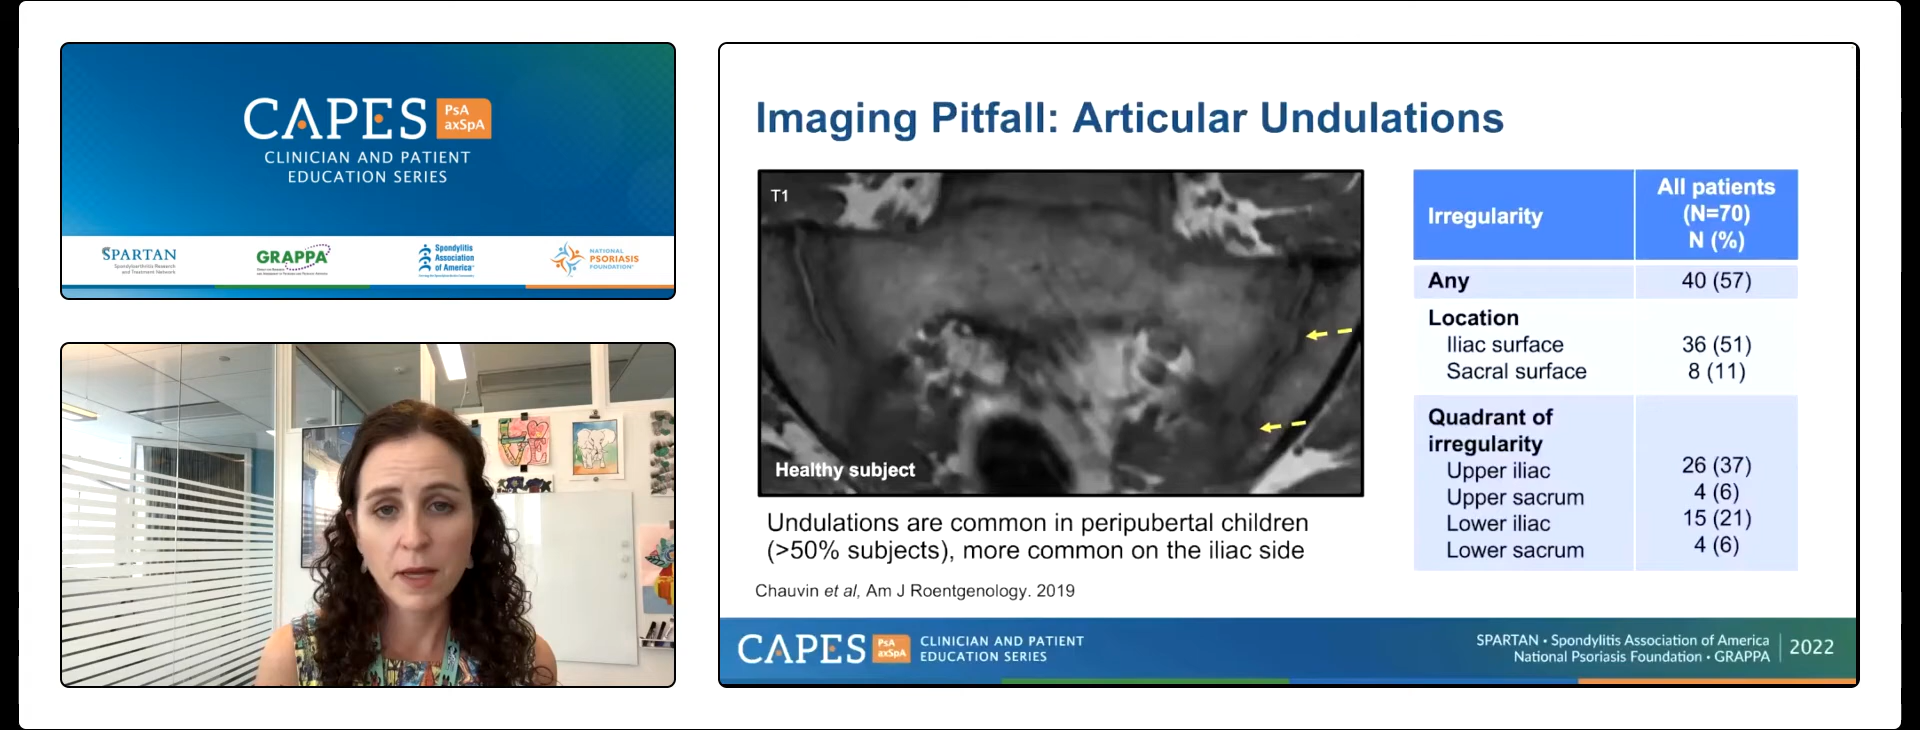 CAPES PsA
axSpA
CLINICIAN AND PATIENT
EDUCATION SERIES
SPARTAN
Spondyloarthritis Research
and Treatment Network
GRAPPA
Spondylitis
Association
of America
NATIONAL
PSORIASIS
FOUNDATION
Imaging Pitfall: Articular Undulations
T1
Healthy subject
Undulations are common in peripubertal children
(>50% subjects), more common on the iliac side
Chauvin et al, Am J Roentgenology. 2019
Irregularity All patients
(N=70)
N (%)
Any 40 (57)
Location
Iliac surface 36 (51)
Sacral surface 8 (11)
Quadrant of
irregularity
Upper iliac 26 (37)
Upper sacrum 4 (6)
Lower iliac 15 (21)
Lower sacrum 4 (6)
CAPES PsA
axSpA
CLINICIAN AND PATIENT
EDUCATION SERIES
SPARTAN • Spondylitis Association of America
National Psoriasis Foundation • GRAPPA
2022